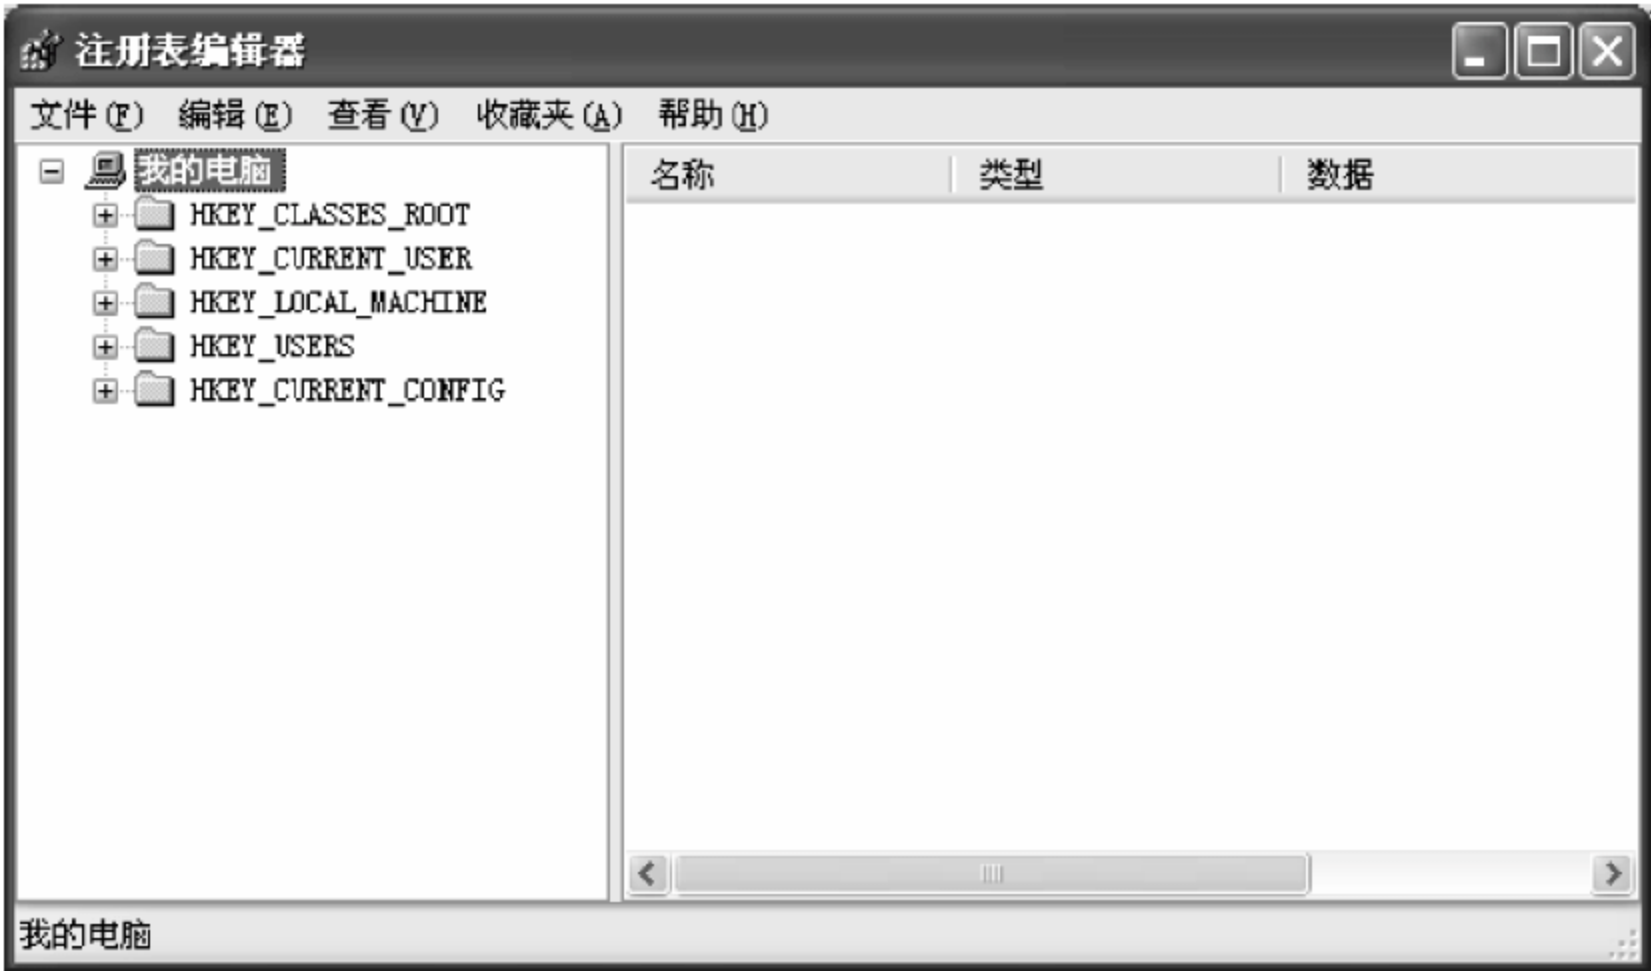 注册表编辑器
文件(F) 编辑(E) 查看(V) 收藏夹(A) 帮助(H)
我的电脑
HKEY_CLASSES_ROOT
HKEY_CURRENT_USER
HKEY_LOCAL_MACHINE
HKEY_USERS
HKEY_CURRENT_CONFIG
名称 类型 数据
我的电脑